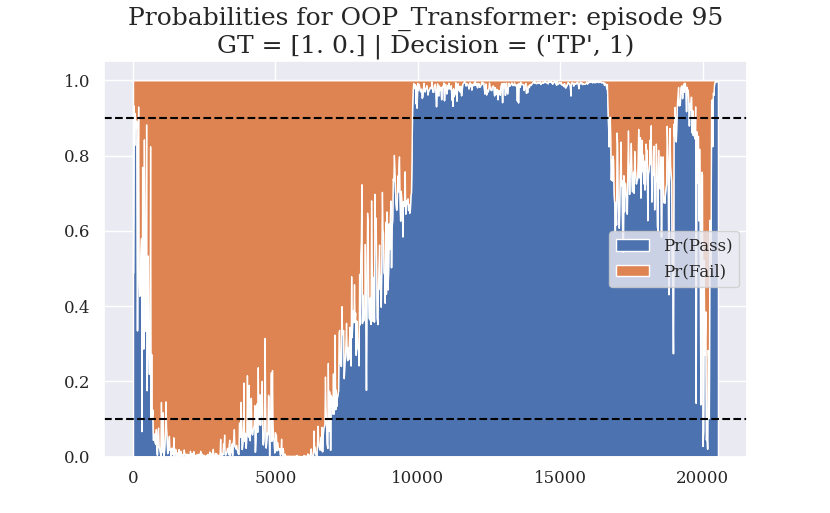 Probabilities for OOP_Transformer: episode 95
GT = [1. 0.] | Decision = ('TP', 1)
1.0
0.8
0.6
0.4
0.2
0.0
Pr(Pass)
Pr(Fail)
0
5000
10000
15000
20000